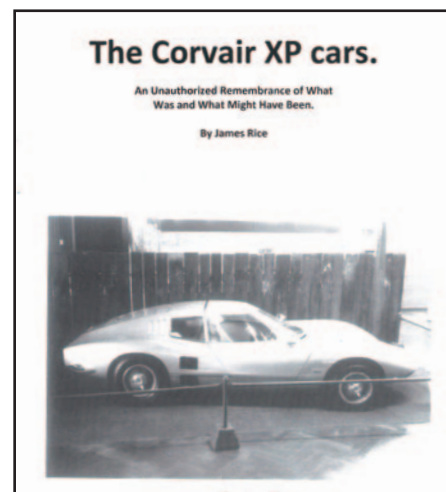 The Corvair XP cars.
An Unauthorized Remembrance of What
Was and What Might Have Been.
By James Rice